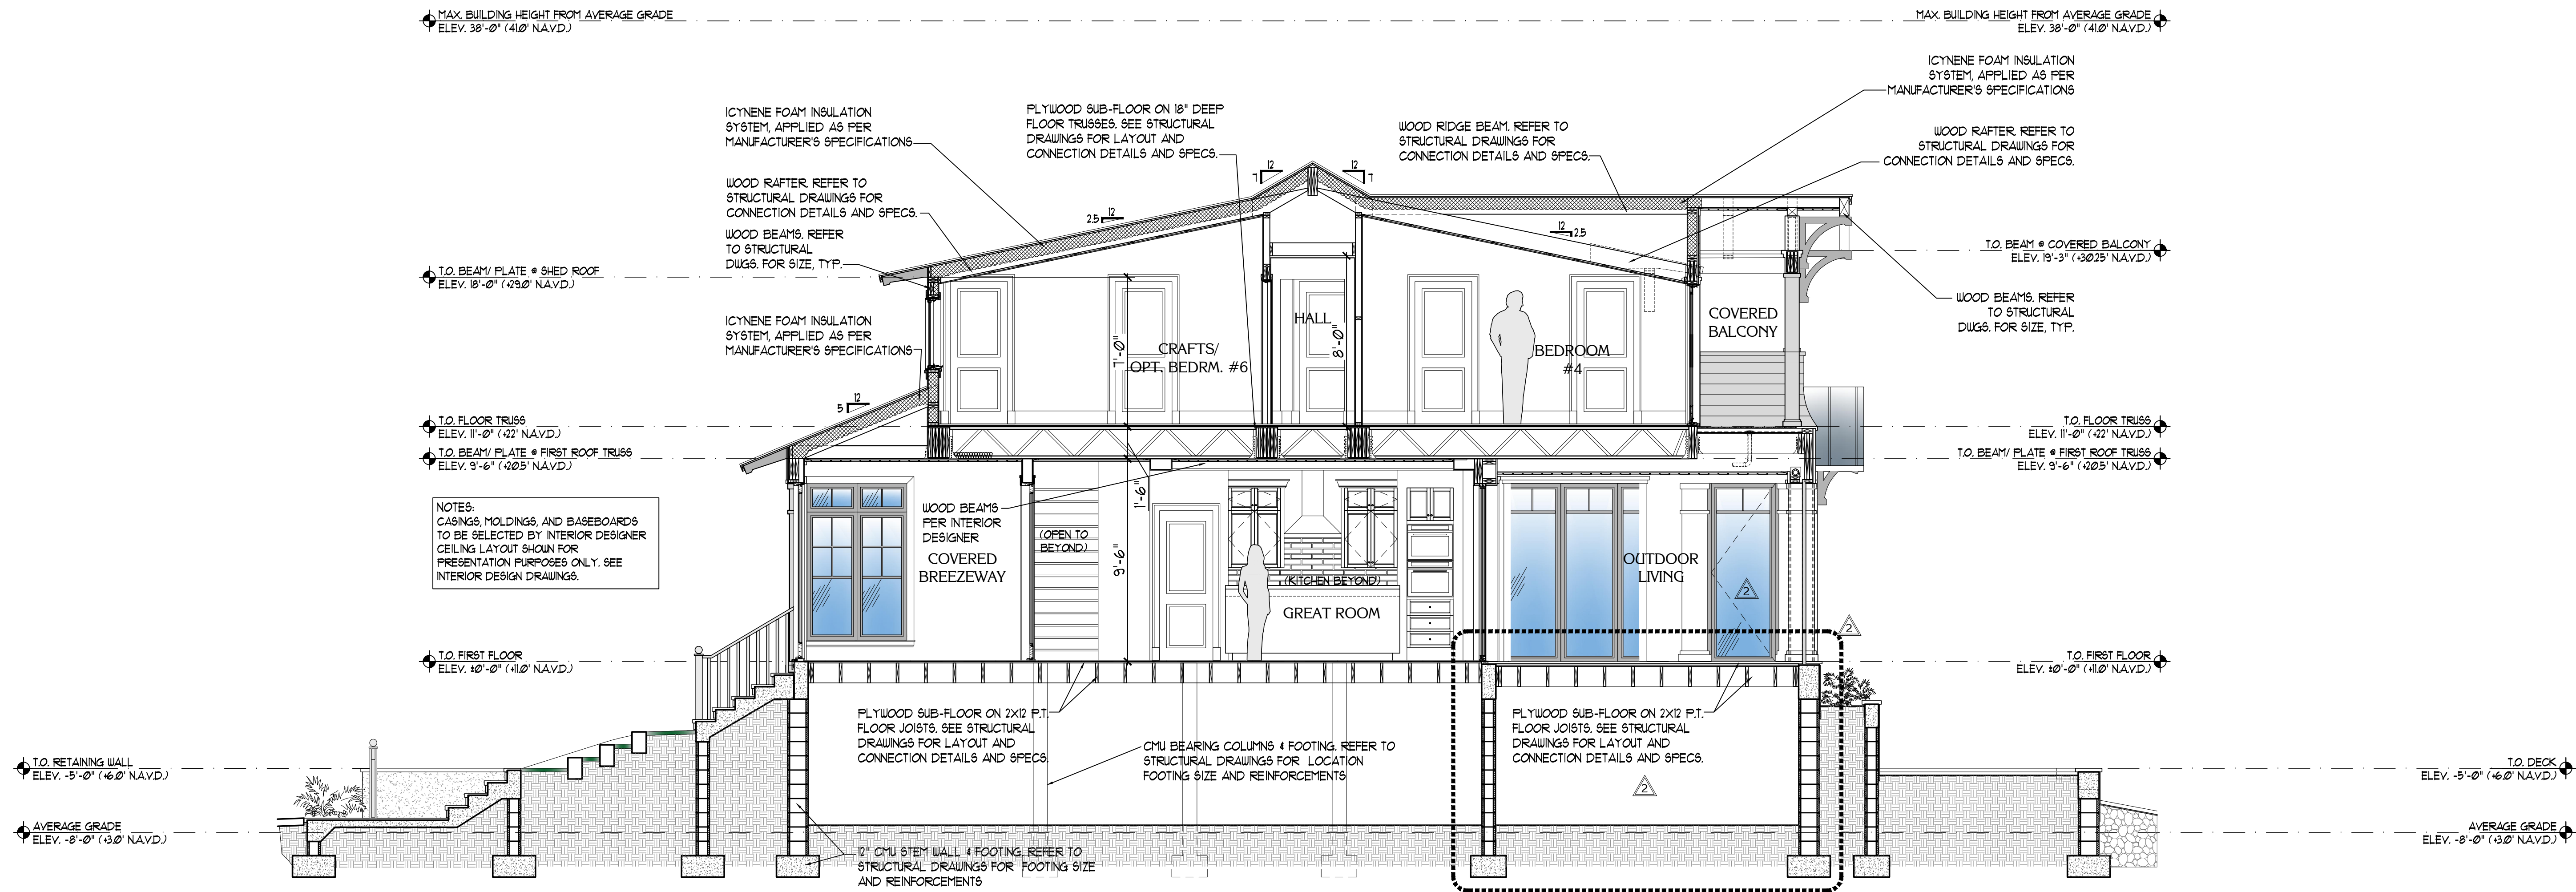 MAX. BUILDING HEIGHT FROM AVERAGE GRADE
ELEV. 38'-0" (41.0' N.A.V.D.)
MAX. BUILDING HEIGHT FROM AVERAGE GRADE
ELEV. 38'-0" (41.0' N.A.V.D.)
ICYNENE FOAM INSULATION
SYSTEM, APPLIED AS PER
MANUFACTURER'S SPECIFICATIONS
ICYNENE FOAM INSULATION
SYSTEM, APPLIED AS PER
MANUFACTURER'S SPECIFICATIONS
PLYWOOD SUB-FLOOR ON 18" DEEP
FLOOR TRUSSES. SEE STRUCTURAL
DRAWINGS FOR LAYOUT AND
CONNECTION DETAILS AND SPECS.
WOOD RIDGE BEAM. REFER TO
STRUCTURAL DRAWINGS FOR
CONNECTION DETAILS AND SPECS.
WOOD RAFTER. REFER TO
STRUCTURAL DRAWINGS FOR
CONNECTION DETAILS AND SPECS.
WOOD RAFTER. REFER TO
STRUCTURAL DRAWINGS FOR
CONNECTION DETAILS AND SPECS.
12
7
12
7
12
2.5
12
2.5
WOOD BEAMS. REFER
TO STRUCTURAL
DWGS. FOR SIZE, TYP.
T.O. BEAM @ COVERED BALCONY
ELEV. 19'-3" (+30.25' N.A.V.D.)
T.O. BEAM/ PLATE @ SHED ROOF
ELEV. 18'-0" (+29.0' N.A.V.D.)
WOOD BEAMS. REFER
TO STRUCTURAL
DWGS. FOR SIZE, TYP.
ICYNENE FOAM INSULATION
SYSTEM, APPLIED AS PER
MANUFACTURER'S SPECIFICATIONS
7'-0"
CRAFTS/
OPT. BEDRM. #6
HALL
8'-0"
BEDROOM
#4
COVERED
BALCONY
12
5
T.O. FLOOR TRUSS
ELEV. 11'-0" (+22' N.A.V.D.)
T.O. FLOOR TRUSS
ELEV. 11'-0" (+22' N.A.V.D.)
T.O. BEAM/ PLATE @ FIRST ROOF TRUSS
ELEV. 9'-6" (+20.5' N.A.V.D.)
T.O. BEAM/ PLATE @ FIRST ROOF TRUSS
ELEV. 9'-6" (+20.5' N.A.V.D.)
NOTES:
CASINGS, MOLDINGS, AND BASEBOARDS
TO BE SELECTED BY INTERIOR DESIGNER
CEILING LAYOUT SHOWN FOR
PRESENTATION PURPOSES ONLY. SEE
INTERIOR DESIGN DRAWINGS.
WOOD BEAMS
PER INTERIOR
DESIGNER
1'-6"
COVERED
BREEZEWAY
(OPEN TO
BEYOND)
9'-6"
(KITCHEN BEYOND)
GREAT ROOM
OUTDOOR
LIVING
2
2
T.O. FIRST FLOOR
ELEV. ±0'-0" (+11.0' N.A.V.D.)
T.O. FIRST FLOOR
ELEV. ±0'-0" (+11.0' N.A.V.D.)
PLYWOOD SUB-FLOOR ON 2X12 P.T.
FLOOR JOISTS. SEE STRUCTURAL
DRAWINGS FOR LAYOUT AND
CONNECTION DETAILS AND SPECS.
CMU BEARING COLUMNS & FOOTING. REFER TO
STRUCTURAL DRAWINGS FOR LOCATION
FOOTING SIZE AND REINFORCEMENTS
PLYWOOD SUB-FLOOR ON 2X12 P.T.
FLOOR JOISTS. SEE STRUCTURAL
DRAWINGS FOR LAYOUT AND
CONNECTION DETAILS AND SPECS.
2
T.O. RETAINING WALL
ELEV. -5'-0" (+6.0' N.A.V.D.)
T.O. DECK
ELEV. -5'-0" (+6.0' N.A.V.D.)
AVERAGE GRADE
ELEV. -8'-0" (+3.0' N.A.V.D.)
AVERAGE GRADE
ELEV. -8'-0" (+3.0' N.A.V.D.)
12" CMU STEM WALL & FOOTING. REFER TO
STRUCTURAL DRAWINGS FOR FOOTING SIZE
AND REINFORCEMENTS